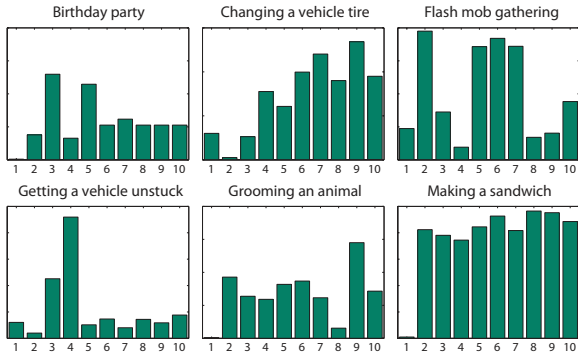 Birthday party
Changing a vehicle tire
Flash mob gathering
1 2 3 4 5 6 7 8 9 10
1 2 3 4 5 6 7 8 9 10
1 2 3 4 5 6 7 8 9 10
Getting a vehicle unstuck
Grooming an animal
Making a sandwich
1 2 3 4 5 6 7 8 9 10
1 2 3 4 5 6 7 8 9 10
1 2 3 4 5 6 7 8 9 10